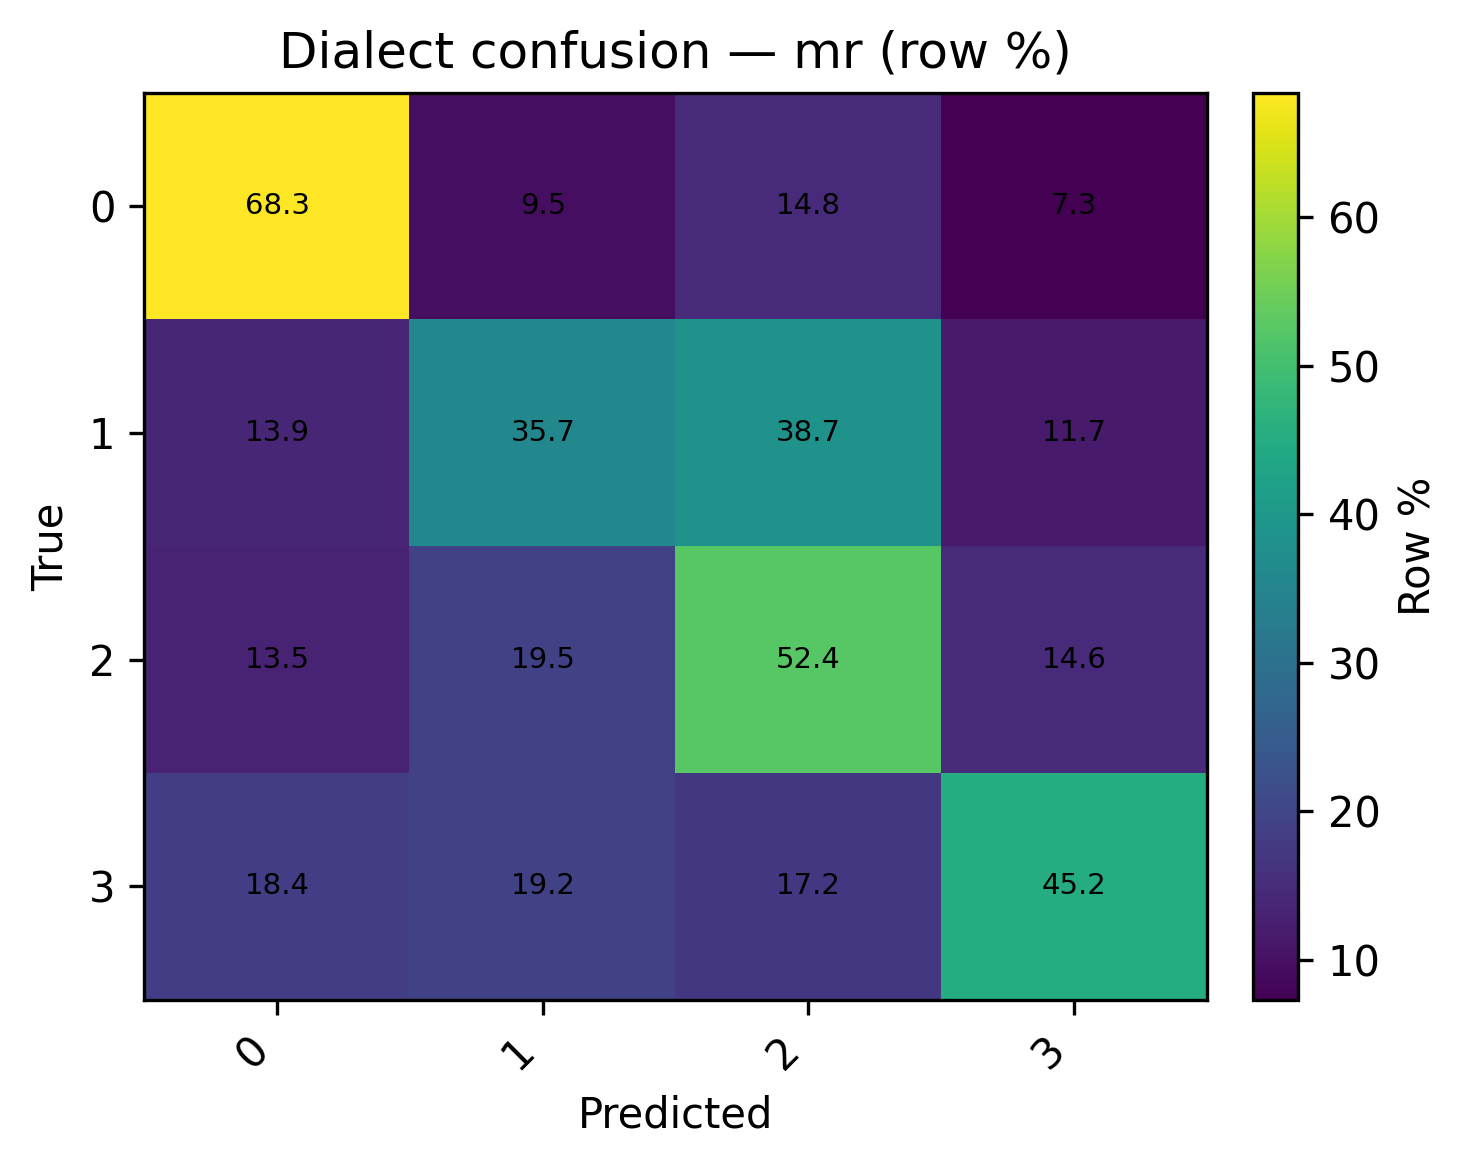 Dialect confusion — mr (row %)
0 68.3 9.5 14.8 7.3
1 13.9 35.7 38.7 11.7
2 13.5 19.5 52.4 14.6
3 18.4 19.2 17.2 45.2
0 1 2 3
Predicted
True
60
50
40
30
20
10
Row %